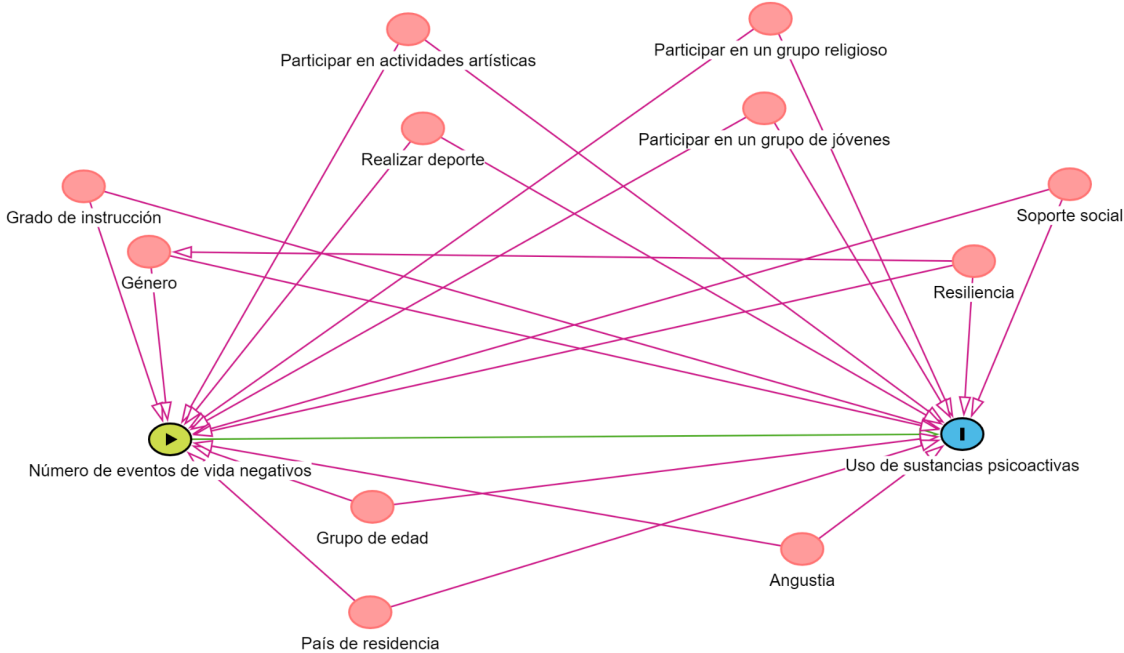 Participar en un grupo religioso
Participar en actividades artísticas
Participar en un grupo de jóvenes
Realizar deporte
Grado de instrucción
Soporte social
Género
Resiliencia
Número de eventos de vida negativos
Uso de sustancias psicoactivas
Grupo de edad
Angustia
País de residencia